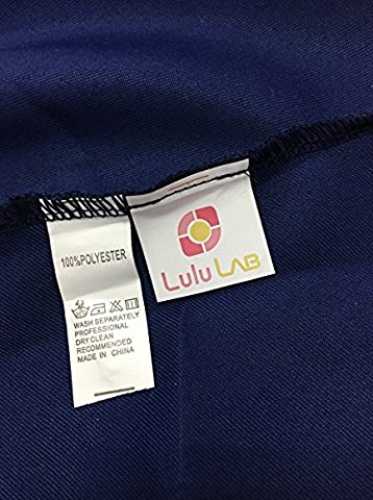 100%POLYESTER
WASH SEPARATELY
PROFESSIONAL
DRY CLEAN
RECOMMENDED
MADE IN CHINA
Lulu LAB